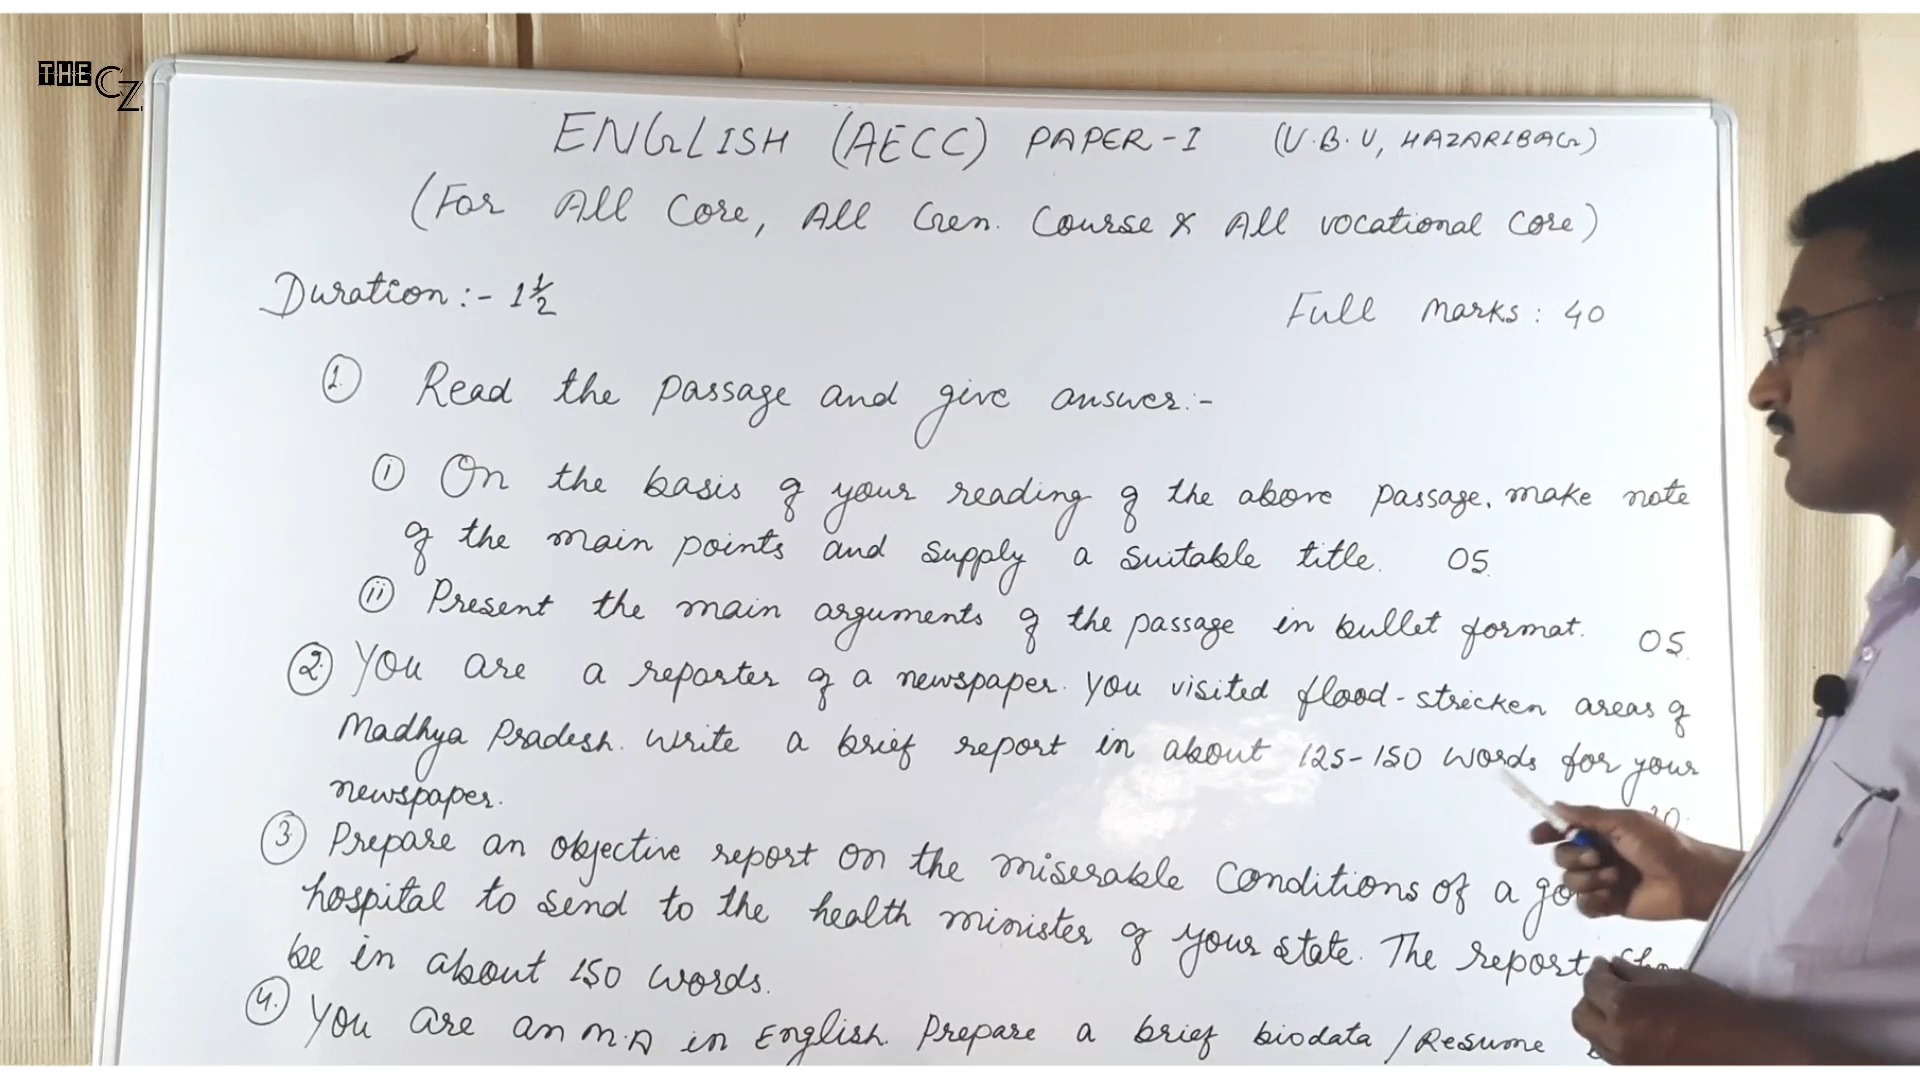 THE CZ
ENGLISH (AECC) PAPER-I (V.B.U, HAZARIBAG)
(For All Core, All Gen. Course & All vocational Core)
Duration :- 1½
Full Marks : 40
1. Read the passage and give answer:-
i On the basis of your reading of the above passage, make note
of the main points and supply a suitable title. 05
ii Present the main arguments of the passage in bullet format. 05
2. You are a reporter of a newspaper. You visited flood-stricken areas of
Madhya Pradesh. Write a brief report in about 125-150 words for your
newspaper.
10
3. Prepare an objective report on the miserable Conditions of a
hospital to send to the health minister of your state. The report
be in about 150 words.
4. You are an M.A in English. Prepare a brief biodata / Resume